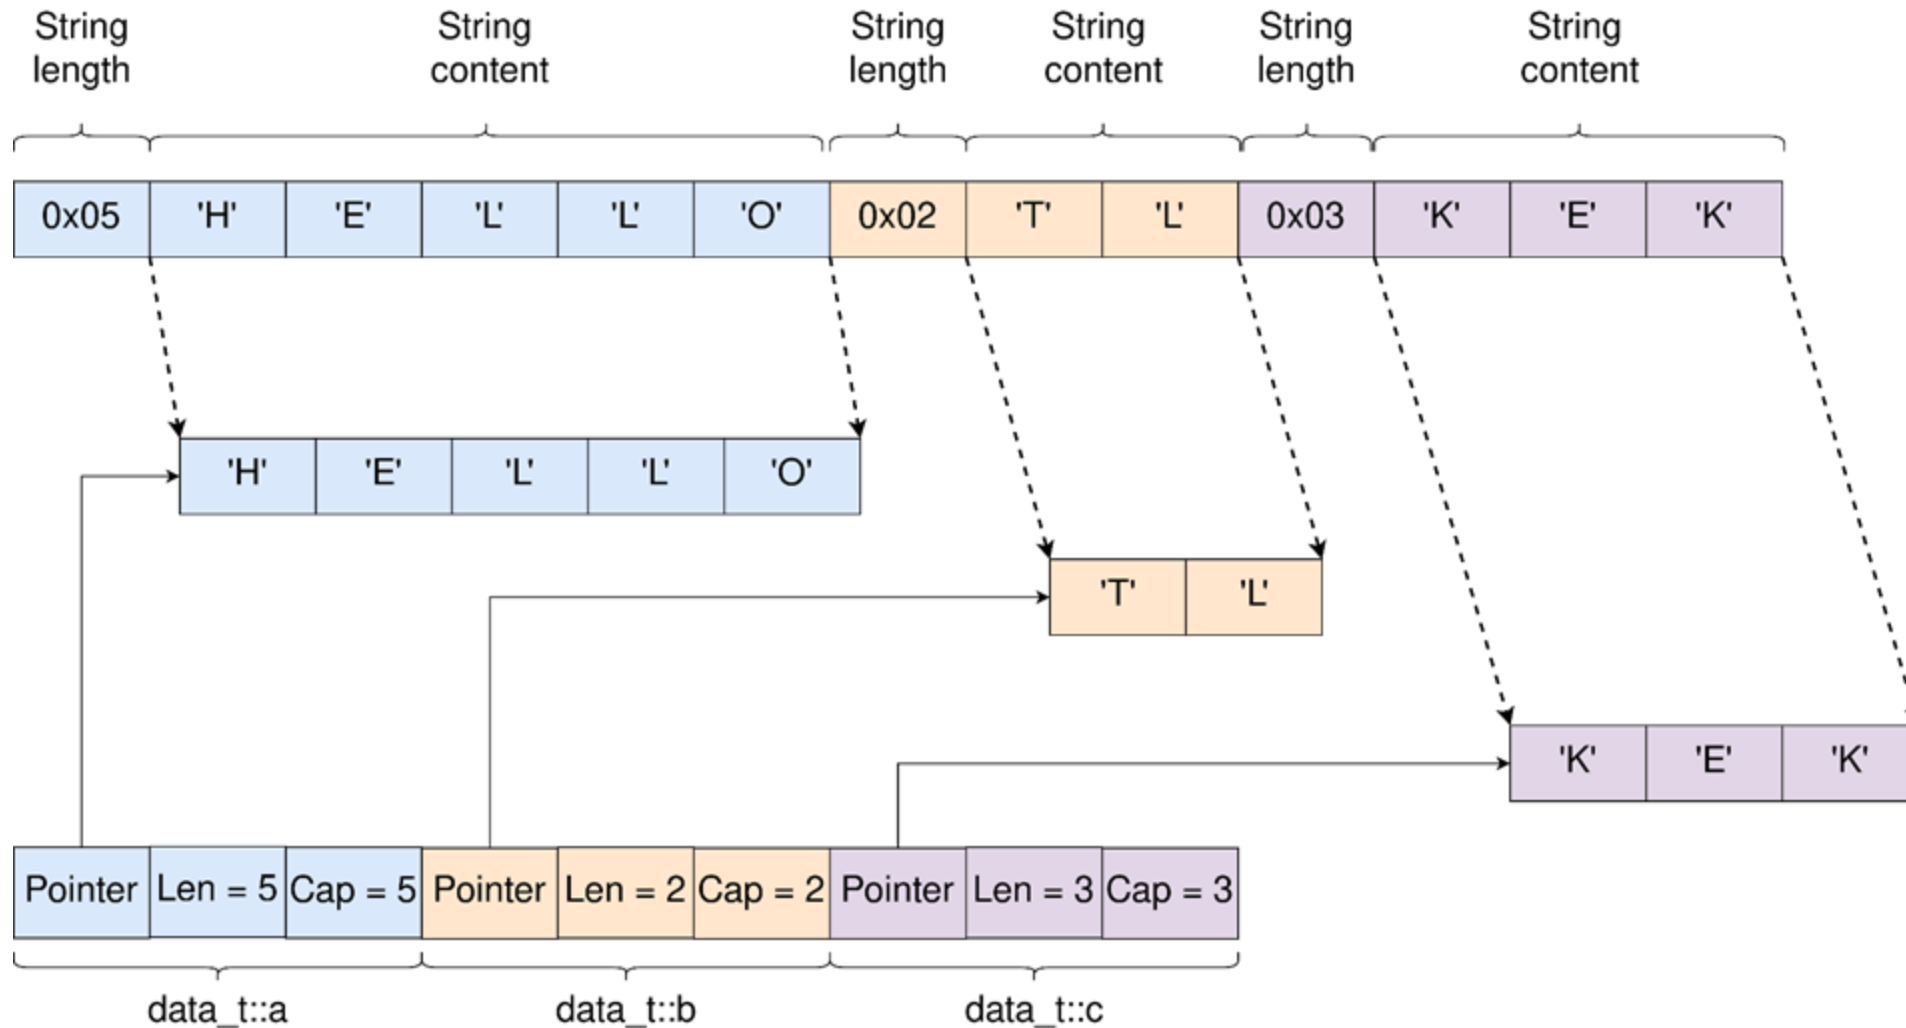 String String String String String String
length content length content length content
0x05 'H' 'E' 'L' 'L' 'O' 0x02 'T' 'L' 0x03 'K' 'E' 'K'
'H' 'E' 'L' 'L' 'O'
'T' 'L'
'K' 'E' 'K'
Pointer Len = 5 Cap = 5 Pointer Len = 2 Cap = 2 Pointer Len = 3 Cap = 3
data_t::a data_t::b data_t::c